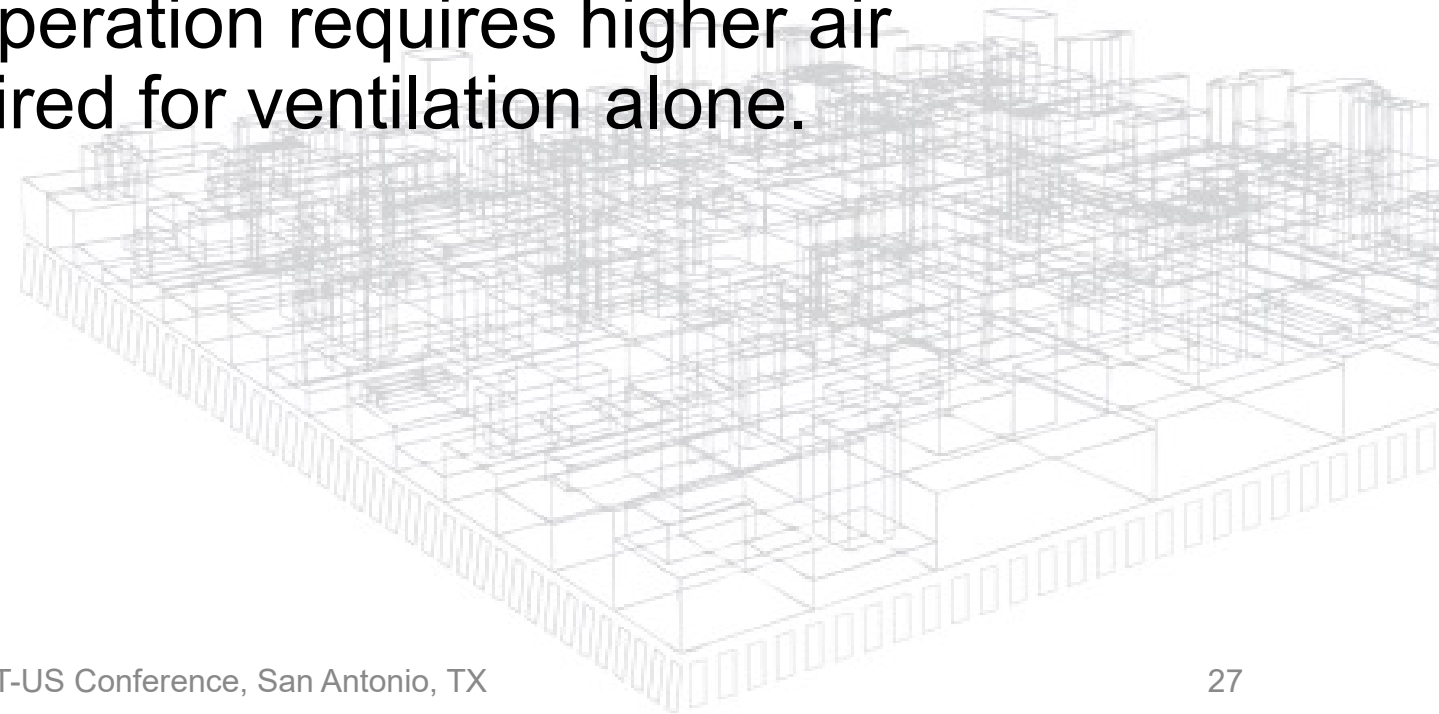 peration requires higher air
ired for ventilation alone.
T-US Conference, San Antonio, TX
27